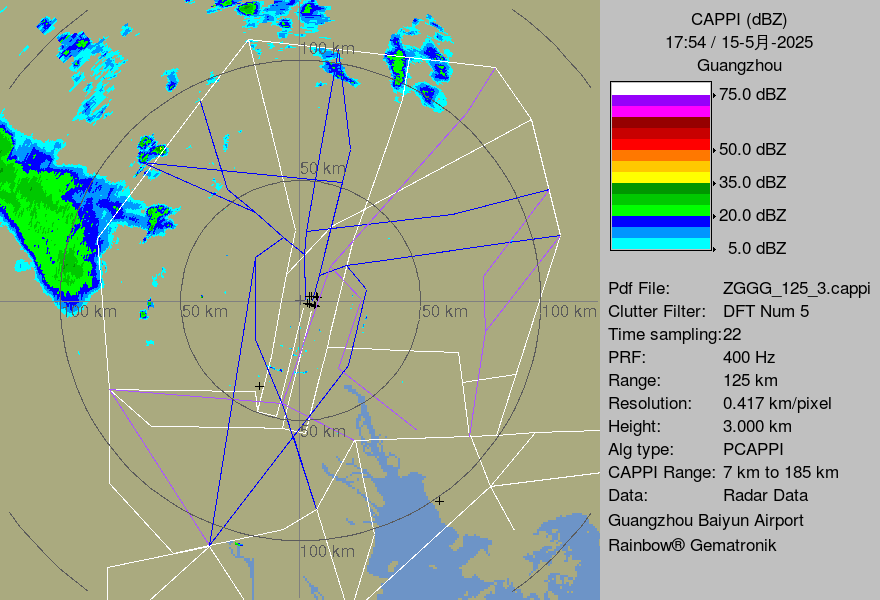 100 km
50 km
100 km
50 km
50 km
100 km
50 km
100 km
CAPPI (dBZ)
17:54 / 15-5月-2025
Guangzhou
75.0 dBZ
50.0 dBZ
35.0 dBZ
20.0 dBZ
5.0 dBZ
Pdf File: ZGGG_125_3.cappi
Clutter Filter: DFT Num 5
Time sampling:22
PRF: 400 Hz
Range: 125 km
Resolution: 0.417 km/pixel
Height: 3.000 km
Alg type: PCAPPI
CAPPI Range: 7 km to 185 km
Data: Radar Data
Guangzhou Baiyun Airport
Rainbow® Gematronik